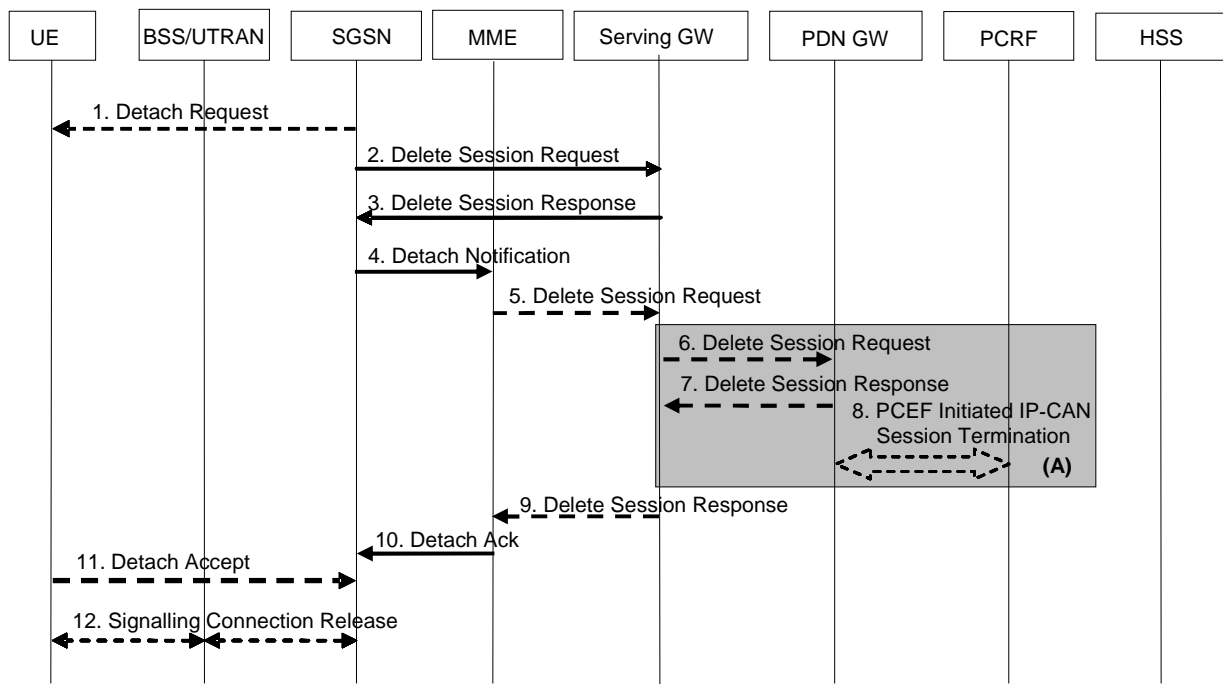 UE
BSS/UTRAN
SGSN
MME
Serving GW
PDN GW
PCRF
HSS
1. Detach Request
2. Delete Session Request
3. Delete Session Response
4. Detach Notification
5. Delete Session Request
6. Delete Session Request
7. Delete Session Response
8. PCEF Initiated IP-CAN
Session Termination
(A)
9. Delete Session Response
10. Detach Ack
11. Detach Accept
12. Signalling Connection Release